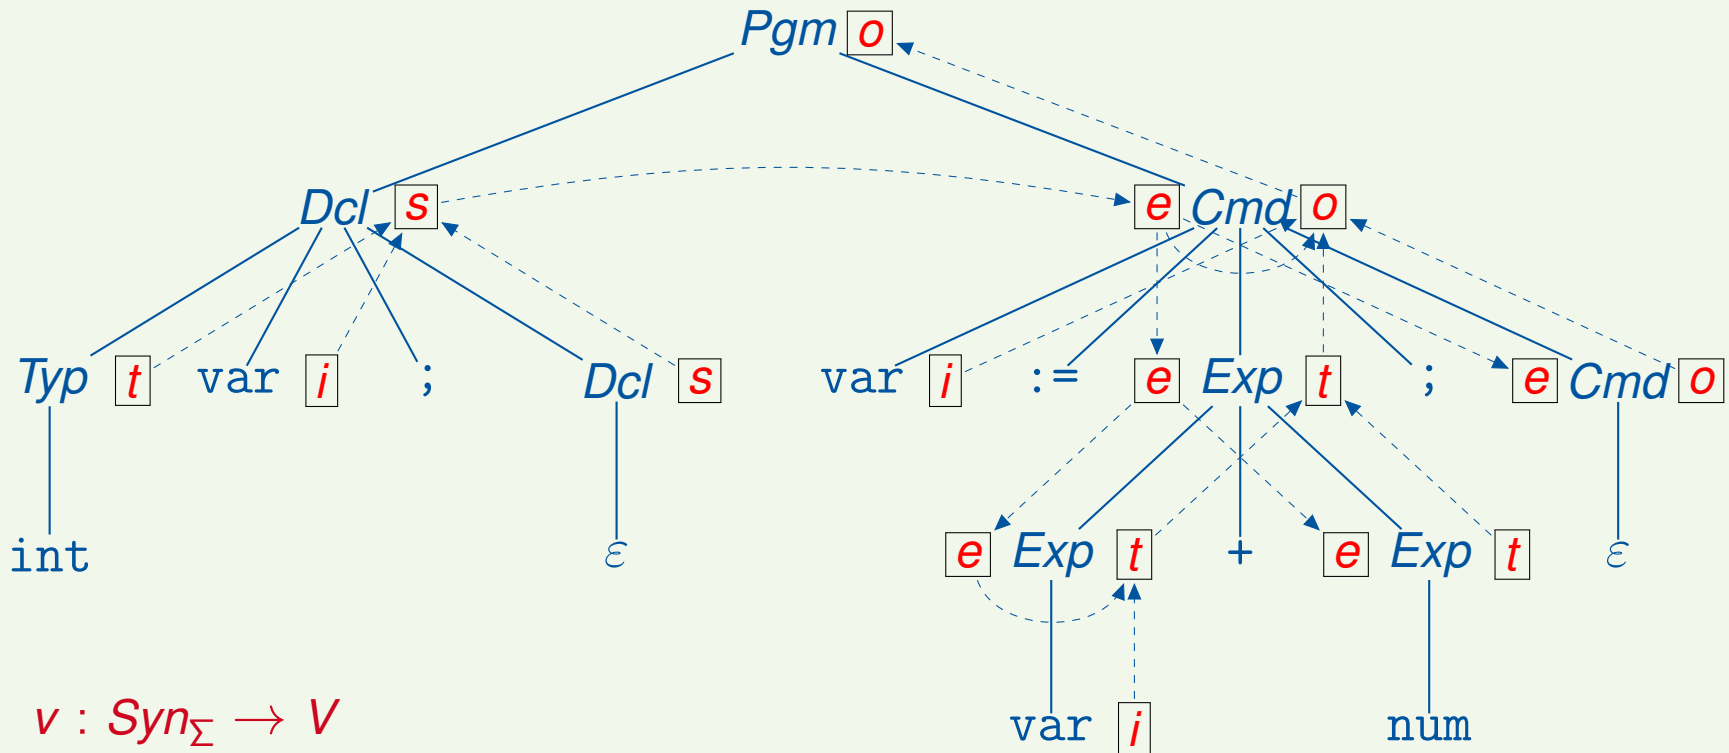 Pgm o
Dcl s e Cmd o
Typ t var i ; Dcl s var i := e Exp t ; e Cmd o
int ε e Exp t + e Exp t ε
v : Syn_Σ → V var i num